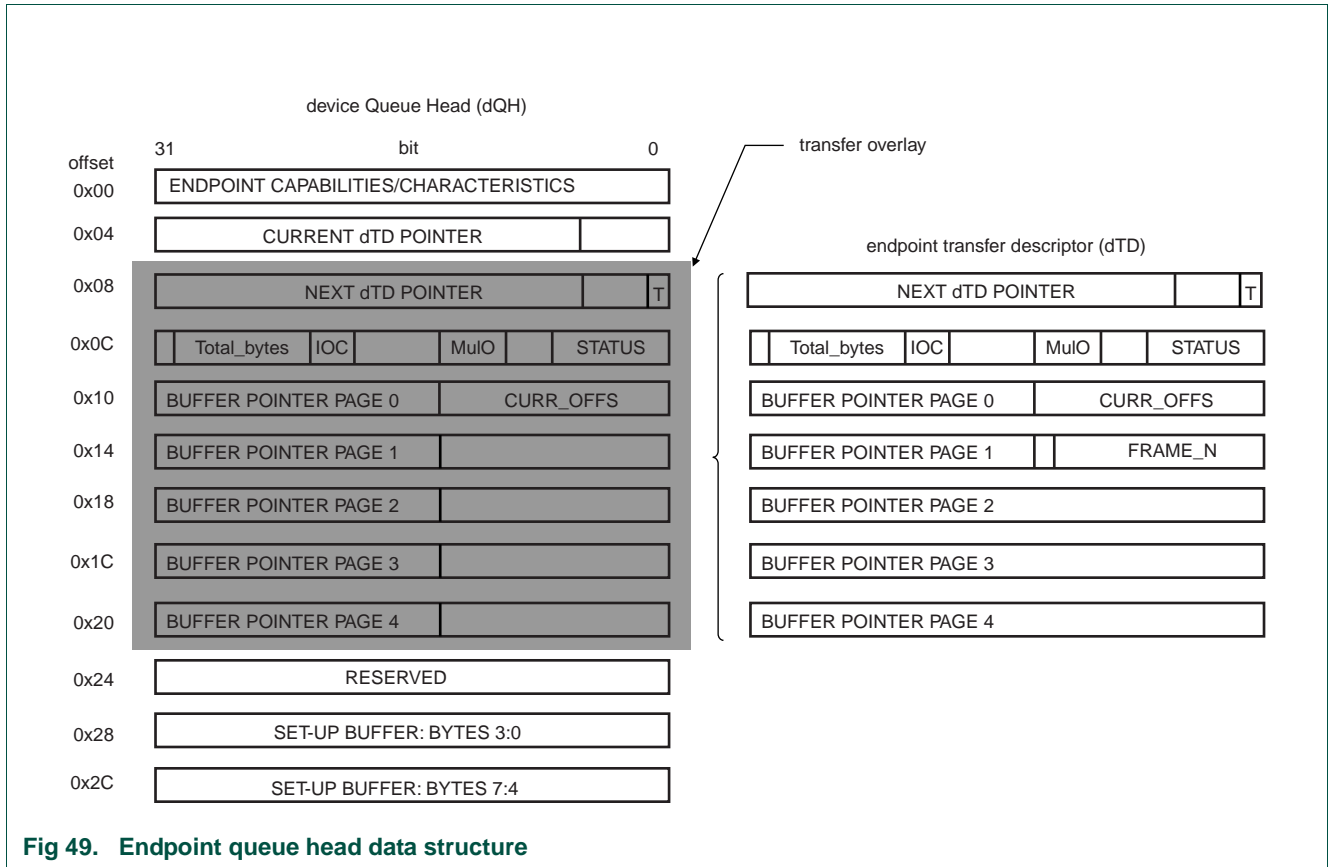 device Queue Head (dQH)
31 bit 0
transfer overlay
offset
0x00 ENDPOINT CAPABILITIES/CHARACTERISTICS
0x04 CURRENT dTD POINTER
endpoint transfer descriptor (dTD)
0x08 NEXT dTD POINTER T NEXT dTD POINTER T
0x0C Total_bytes IOC MulO STATUS Total_bytes IOC MulO STATUS
0x10 BUFFER POINTER PAGE 0 CURR_OFFS BUFFER POINTER PAGE 0 CURR_OFFS
0x14 BUFFER POINTER PAGE 1 BUFFER POINTER PAGE 1 FRAME_N
0x18 BUFFER POINTER PAGE 2 BUFFER POINTER PAGE 2
0x1C BUFFER POINTER PAGE 3 BUFFER POINTER PAGE 3
0x20 BUFFER POINTER PAGE 4 BUFFER POINTER PAGE 4
0x24 RESERVED
0x28 SET-UP BUFFER: BYTES 3:0
0x2C SET-UP BUFFER: BYTES 7:4
Fig 49. Endpoint queue head data structure